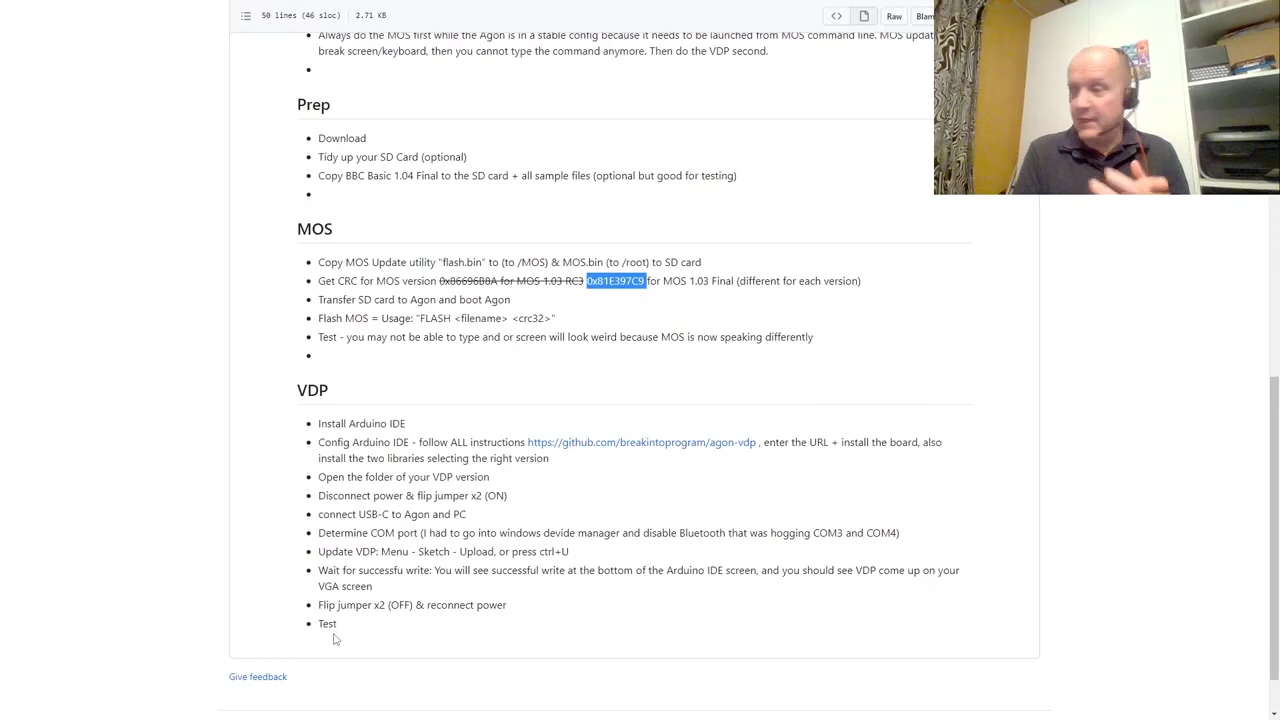 50 lines (46 sloc) 2.71 KB
Raw
Blam
Always do the MOS first while the Agon is in a stable config because it needs to be launched from MOS command line. MOS updat
break screen/keyboard, then you cannot type the command anymore. Then do the VDP second.
Prep
Download
Tidy up your SD Card (optional)
Copy BBC Basic 1.04 Final to the SD card + all sample files (optional but good for testing)
MOS
Copy MOS Update utility "flash.bin" to (to /MOS) & MOS.bin (to /root) to SD card
Get CRC for MOS version 0x86696B8A for MOS 1.03 RC3 0x81E397C9 for MOS 1.03 Final (different for each version)
Transfer SD card to Agon and boot Agon
Flash MOS = Usage: "FLASH <filename> <crc32>"
Test - you may not be able to type and or screen will look weird because MOS is now speaking differently
VDP
Install Arduino IDE
Config Arduino IDE - follow ALL instructions https://github.com/breakintoprogram/agon-vdp , enter the URL + install the board, also
install the two libraries selecting the right version
Open the folder of your VDP version
Disconnect power & flip jumper x2 (ON)
connect USB-C to Agon and PC
Determine COM port (I had to go into windows devide manager and disable Bluetooth that was hogging COM3 and COM4)
Update VDP: Menu - Sketch - Upload, or press ctrl+U
Wait for successfu write: You will see successful write at the bottom of the Arduino IDE screen, and you should see VDP come up on your
VGA screen
Flip jumper x2 (OFF) & reconnect power
Test
Give feedback